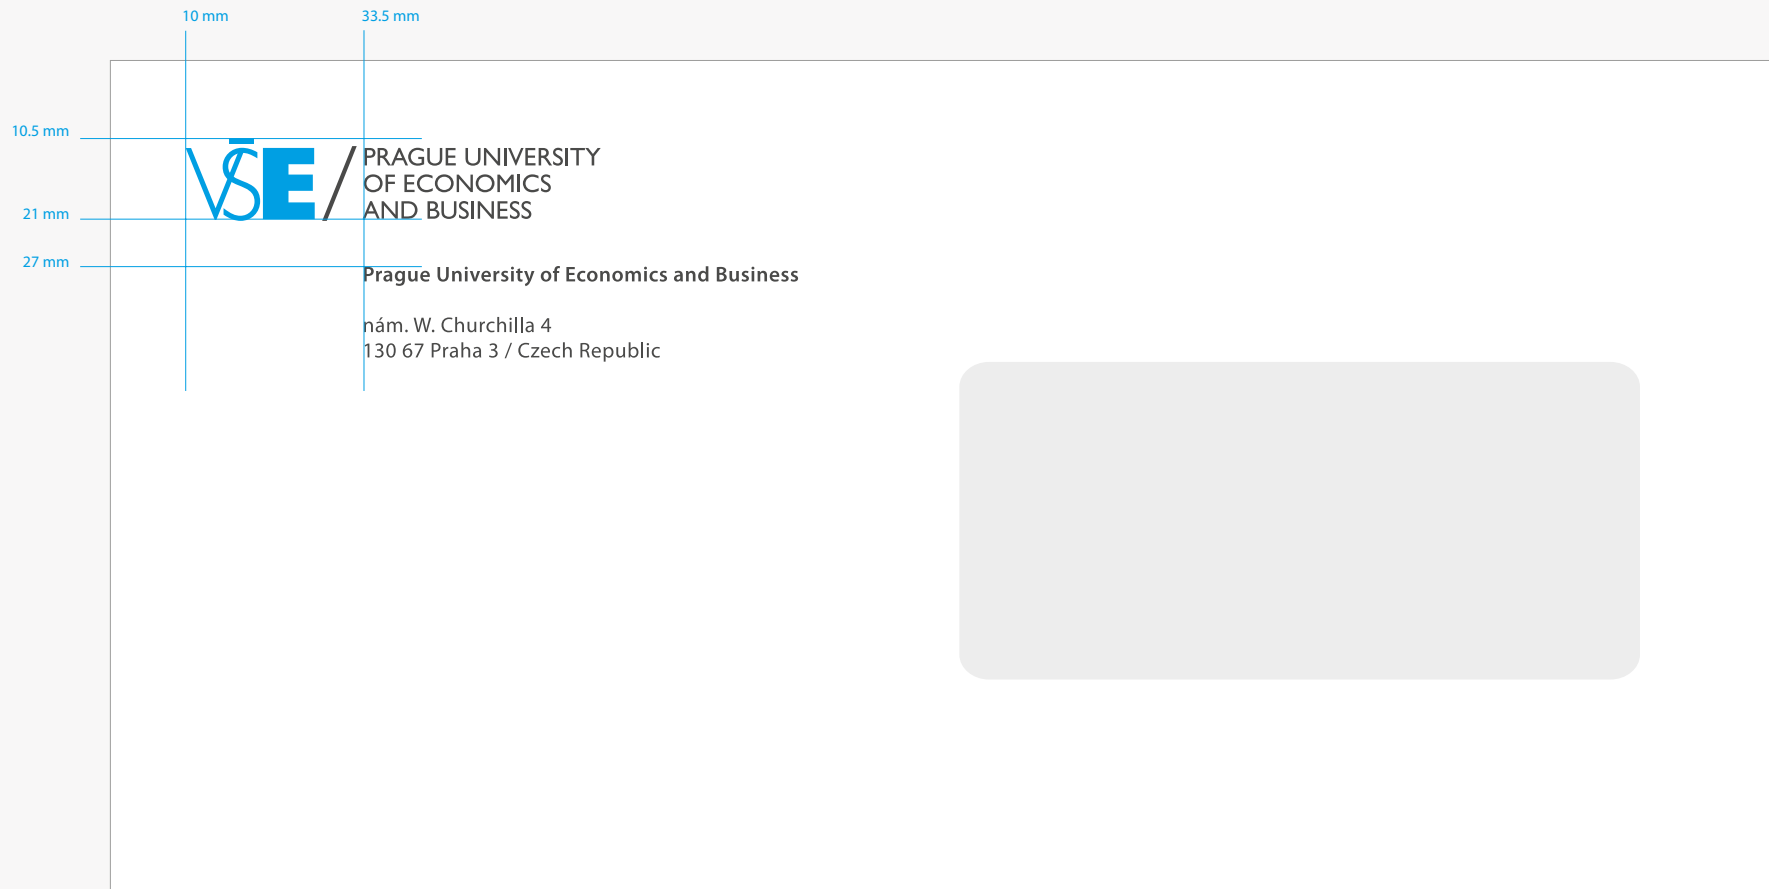 10 mm
33.5 mm
10.5 mm
VŠE / PRAGUE UNIVERSITY
OF ECONOMICS
AND BUSINESS
21 mm
27 mm
Prague University of Economics and Business
nám. W. Churchilla 4
130 67 Praha 3 / Czech Republic